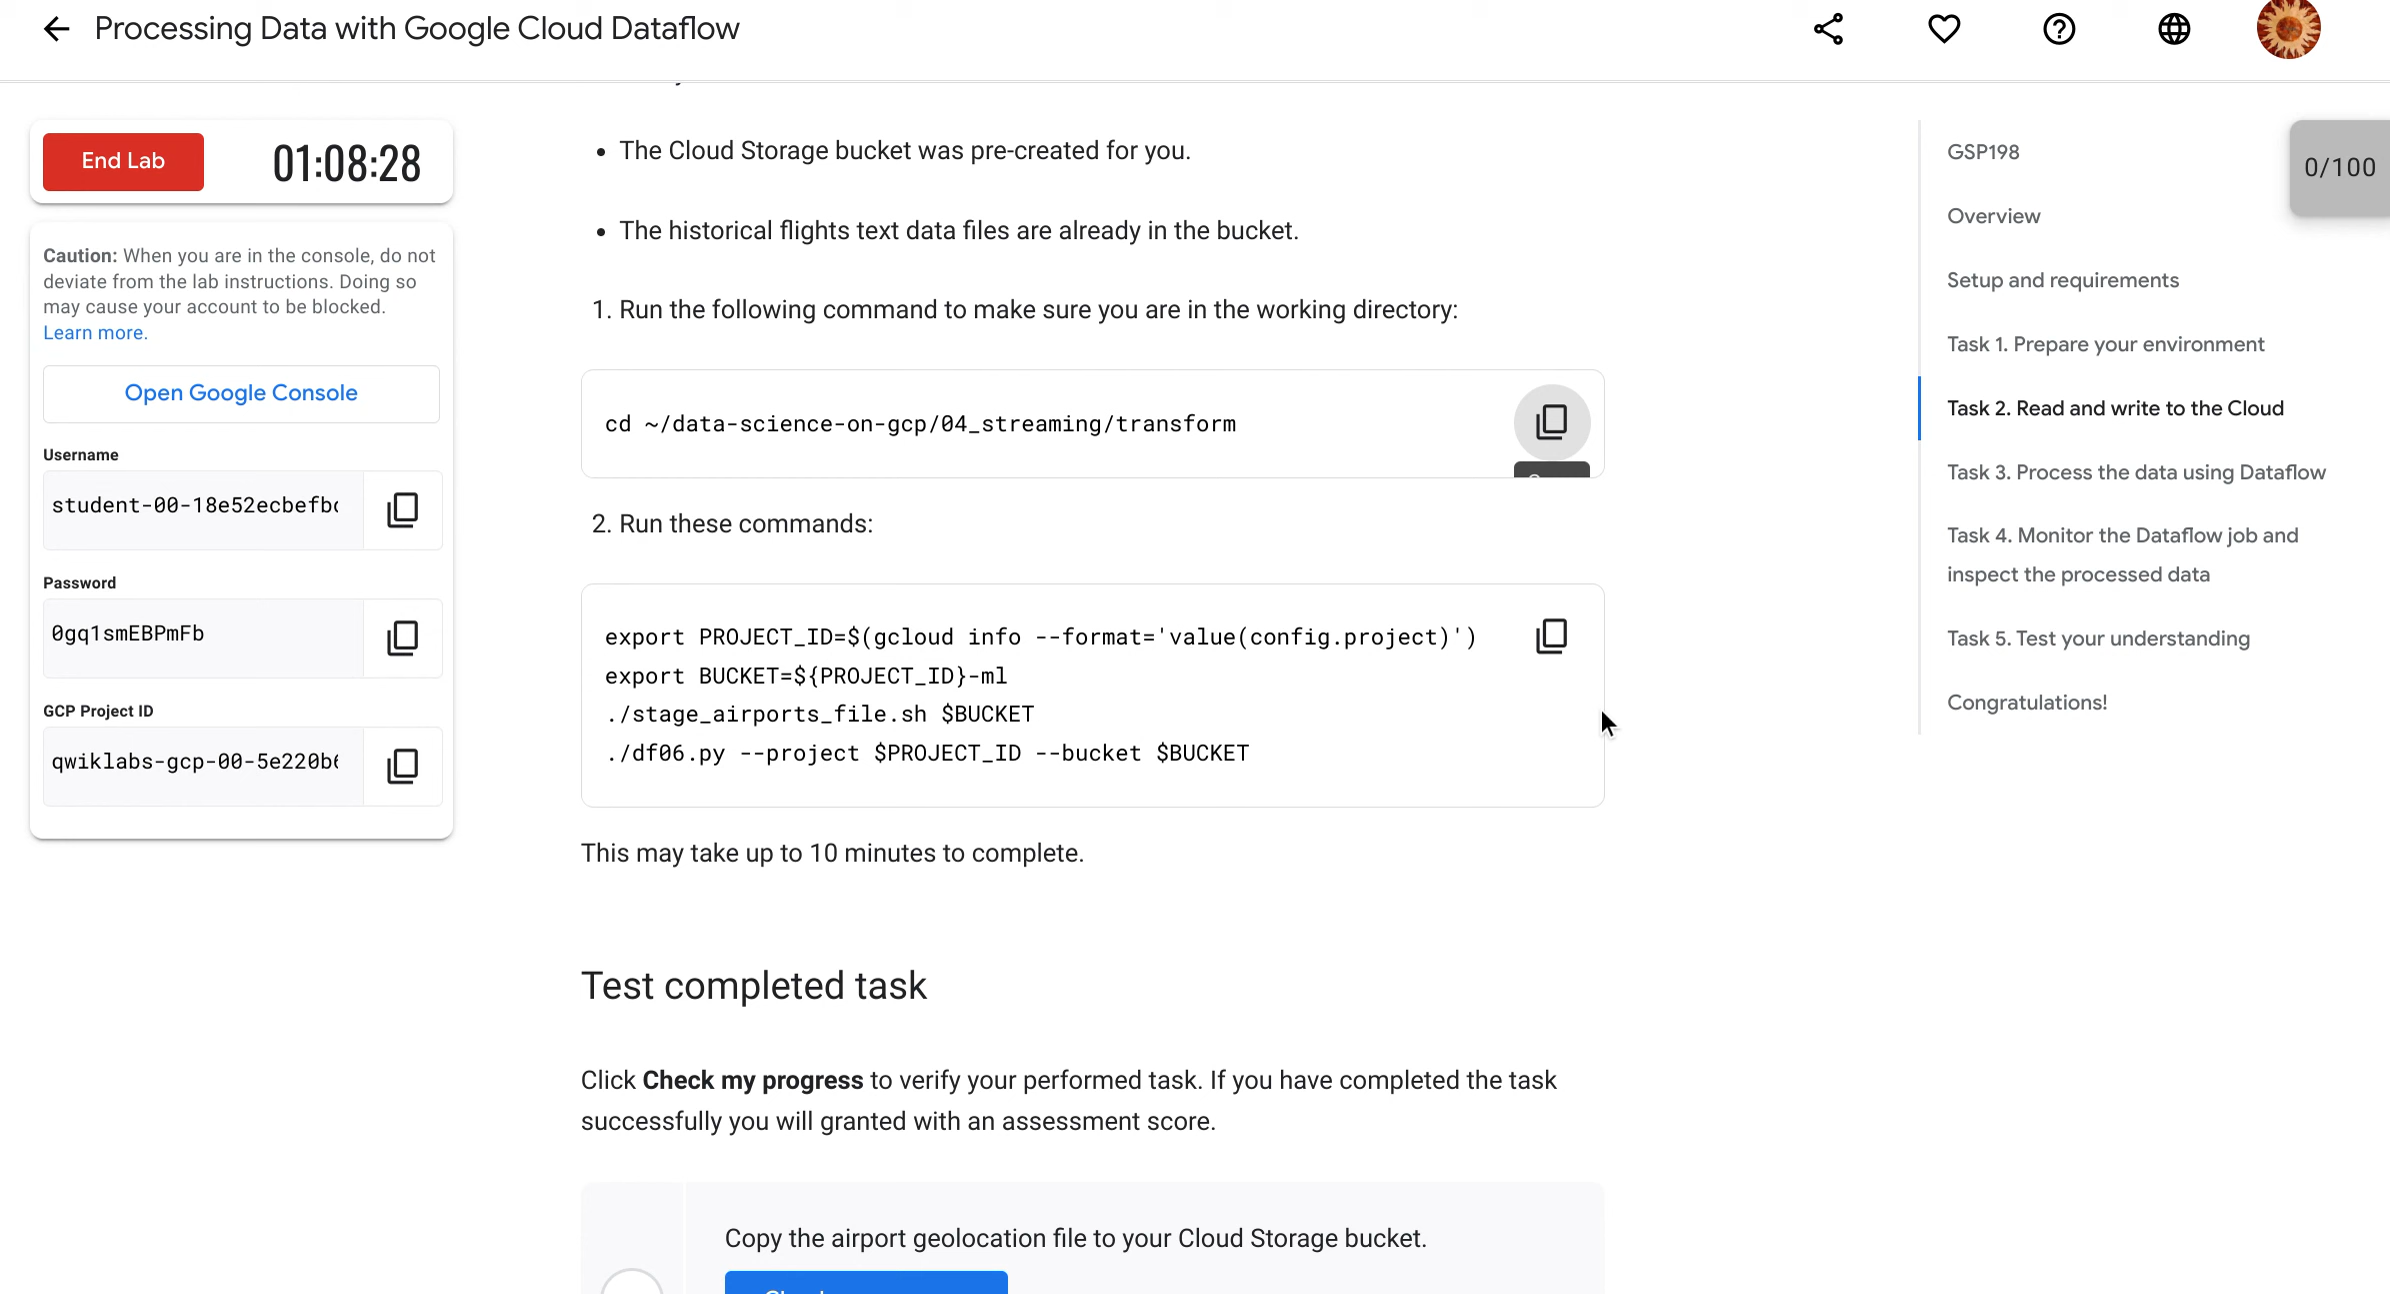 Processing Data with Google Cloud Dataflow
End Lab
01:08:28
Caution: When you are in the console, do not
deviate from the lab instructions. Doing so
may cause your account to be blocked.
Learn more.
Open Google Console
Username
student-00-18e52ecbefb
Password
0gq1smEBPmFb
GCP Project ID
qwiklabs-gcp-00-5e220b
• The Cloud Storage bucket was pre-created for you.
• The historical flights text data files are already in the bucket.
1. Run the following command to make sure you are in the working directory:
cd ~/data-science-on-gcp/04_streaming/transform
2. Run these commands:
export PROJECT_ID=$(gcloud info --format='value(config.project)')
export BUCKET=${PROJECT_ID}-ml
./stage_airports_file.sh $BUCKET
./df06.py --project $PROJECT_ID --bucket $BUCKET
This may take up to 10 minutes to complete.
Test completed task
Click Check my progress to verify your performed task. If you have completed the task
successfully you will granted with an assessment score.
Copy the airport geolocation file to your Cloud Storage bucket.
GSP198
Overview
Setup and requirements
Task 1. Prepare your environment
Task 2. Read and write to the Cloud
Task 3. Process the data using Dataflow
Task 4. Monitor the Dataflow job and
inspect the processed data
Task 5. Test your understanding
Congratulations!
0/100